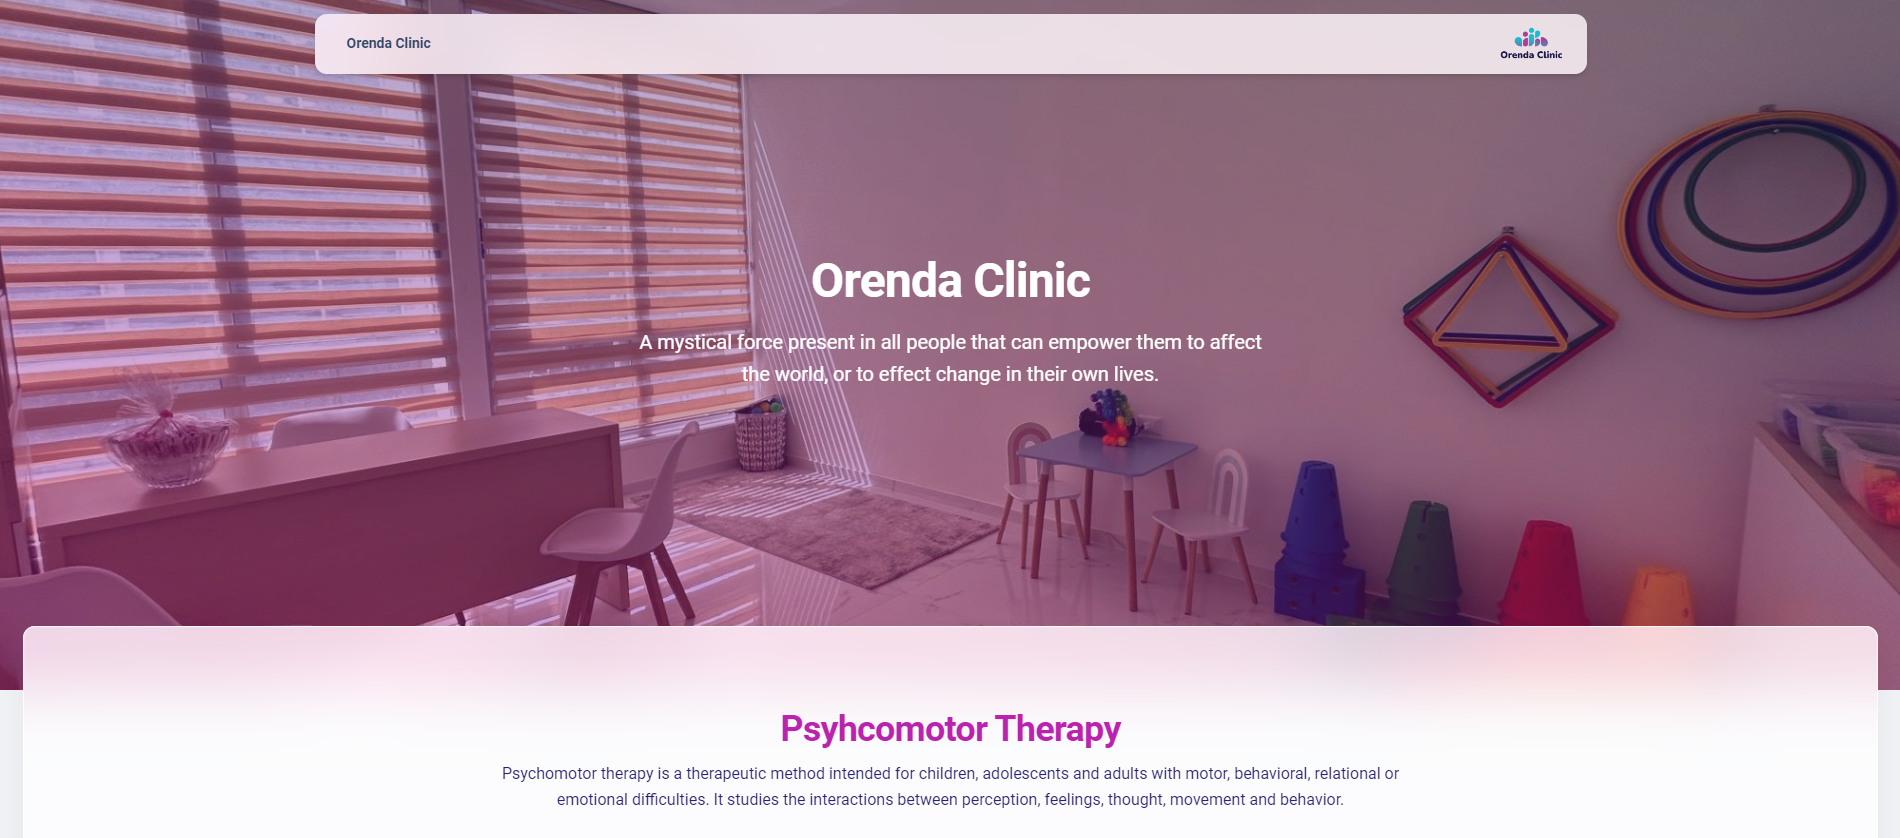 Orenda Clinic
Orenda Clinic
Orenda Clinic
A mystical force present in all people that can empower them to affect
the world, or to effect change in their own lives.
Psyhcomotor Therapy
Psychomotor therapy is a therapeutic method intended for children, adolescents and adults with motor, behavioral, relational or
emotional difficulties. It studies the interactions between perception, feelings, thought, movement and behavior.